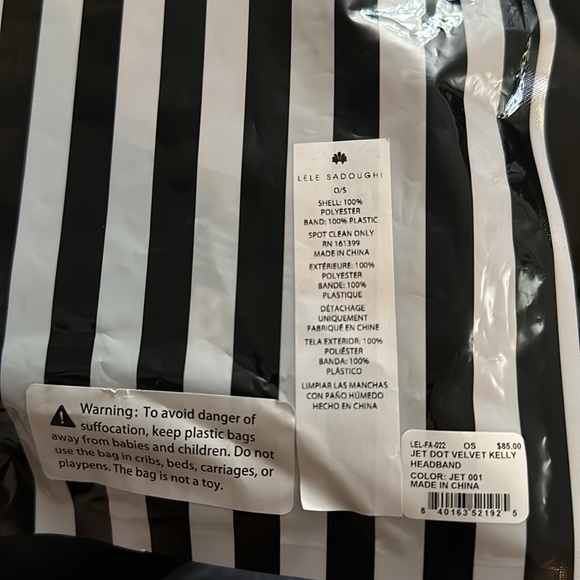 LELE SADOUGHI
O/S
SHELL: 100%
POLYESTER
BAND: 100% PLASTIC
SPOT CLEAN ONLY
RN 161399
MADE IN CHINA
EXTÉRIEURE: 100%
POLYESTER
BANDE: 100%
PLASTIQUE
DÉTACHAGE
UNIQUEMENT
FABRIQUÉ EN CHINE
TELA EXTERIOR: 100%
POLIÉSTER
BANDA: 100%
PLÁSTICO
LIMPIAR LAS MANCHAS
CON PAÑO HÚMEDO
HECHO EN CHINA
Warning: To avoid danger of
suffocation, keep plastic bags
away from babies and children. Do not
use the bag in cribs, beds, carriages, or
playpens. The bag is not a toy.
LEL-FA-022 OS $85.00
JET DOT VELVET KELLY
HEADBAND
COLOR: JET 001
MADE IN CHINA
8 40163 52192 5